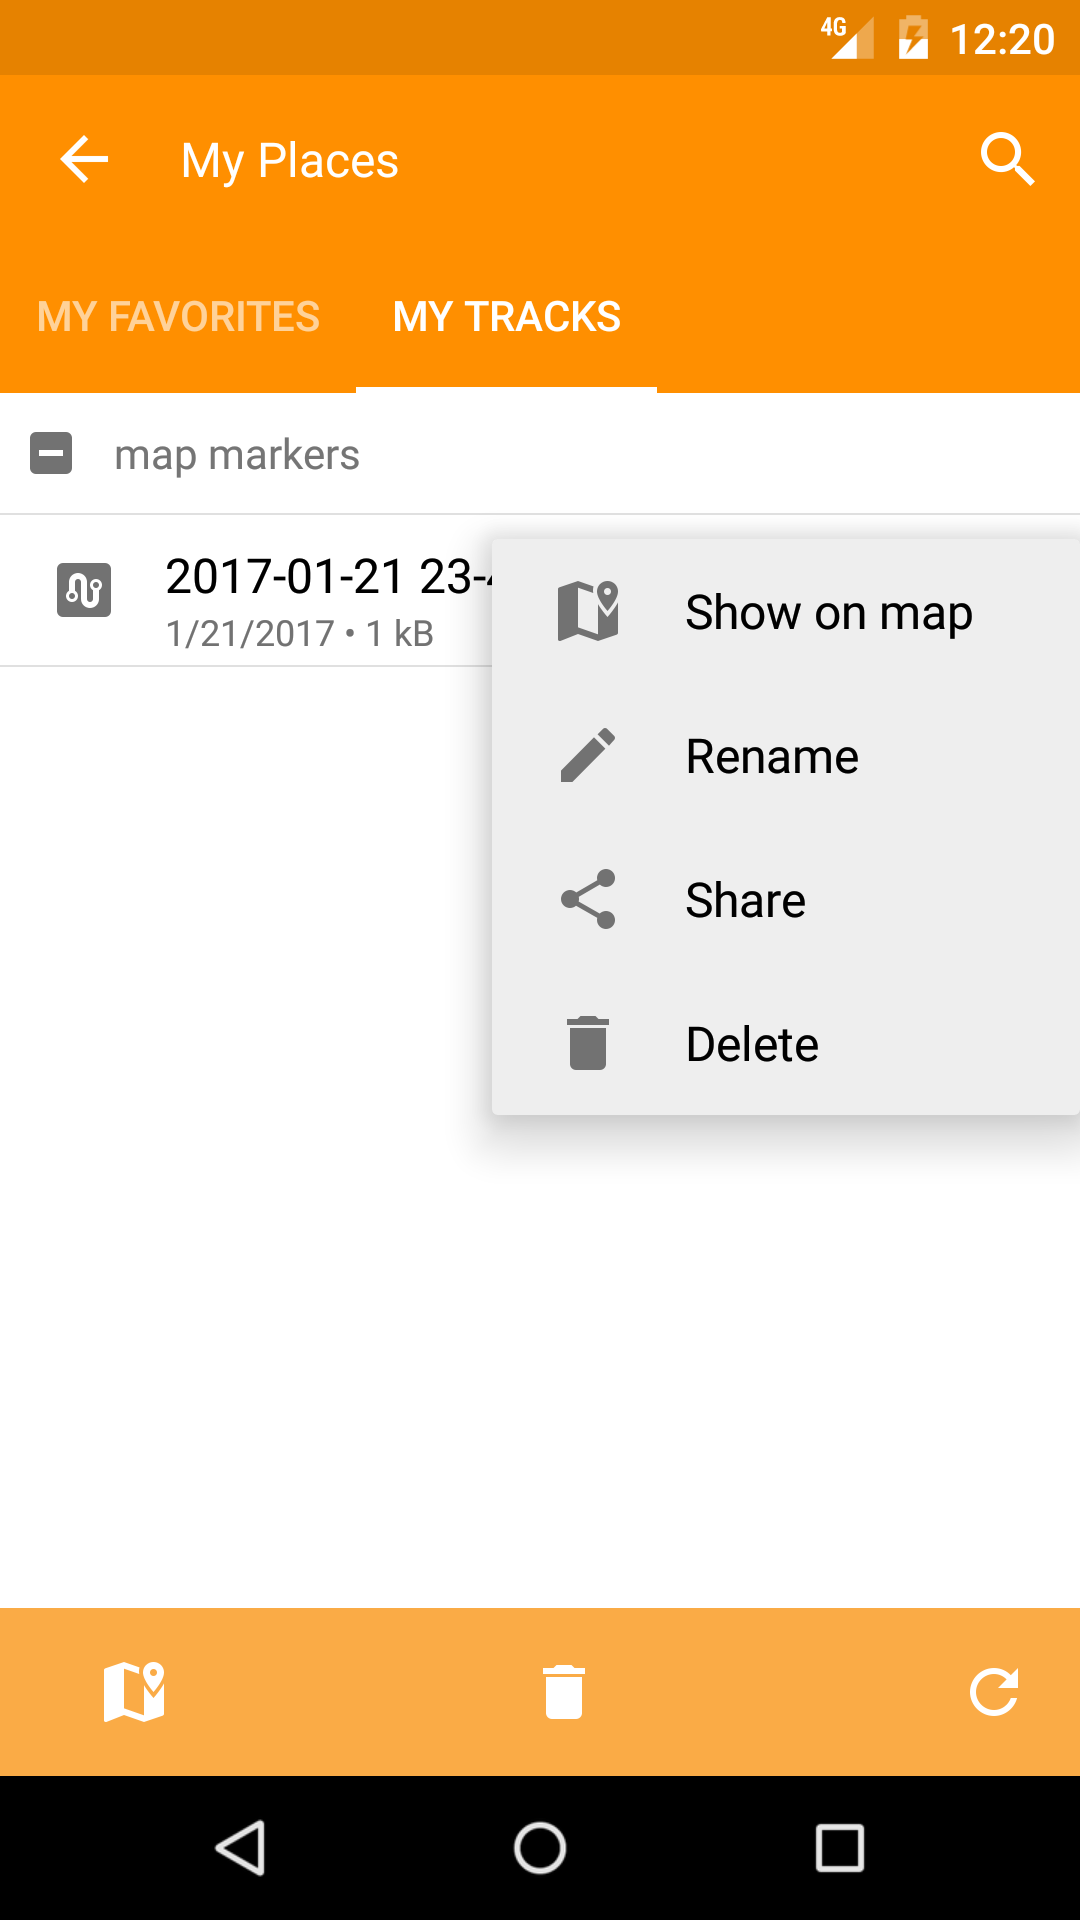 4G 12:20
My Places
MY FAVORITES MY TRACKS
map markers
2017-01-21 23-
1/21/2017 • 1 kB
Show on map
Rename
Share
Delete